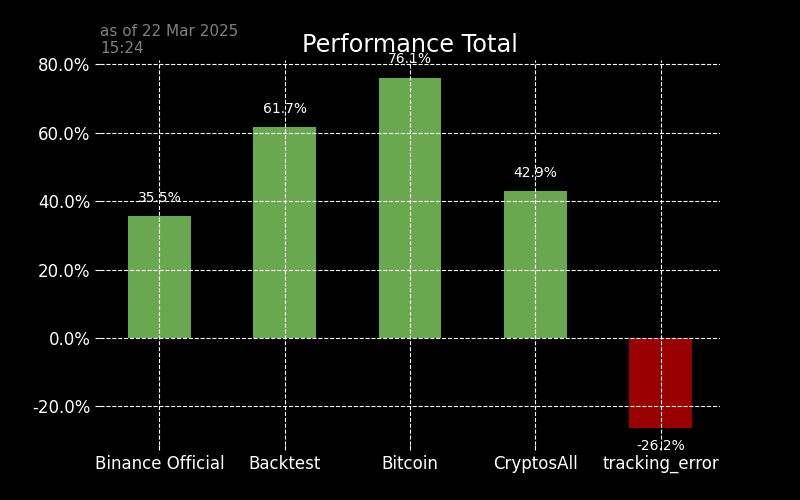 as of 22 Mar 2025
15:24
Performance Total
80.0%
60.0%
40.0%
20.0%
0.0%
-20.0%
35.5%
61.7%
76.1%
42.9%
-26.2%
Binance Official
Backtest
Bitcoin
CryptosAll
tracking_error